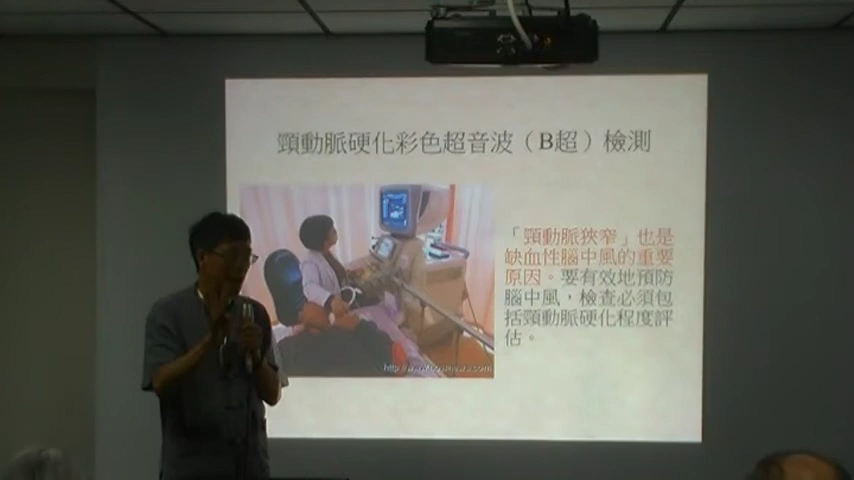 頸動脈硬化彩色超音波（B超）檢測
「頸動脈狹窄」也是
缺血性腦中風的重要
原因。要有效地預防
腦中風，檢查必須包
括頸動脈硬化程度評
估。